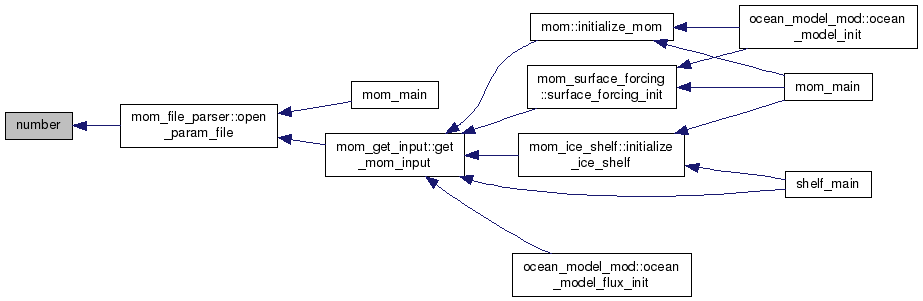 number
mom_file_parser::open
_param_file
mom_main
mom_get_input::get
_mom_input
mom::initialize_mom
mom_surface_forcing
::surface_forcing_init
mom_ice_shelf::initialize
_ice_shelf
ocean_model_mod::ocean
_model_flux_init
ocean_model_mod::ocean
_model_init
mom_main
shelf_main